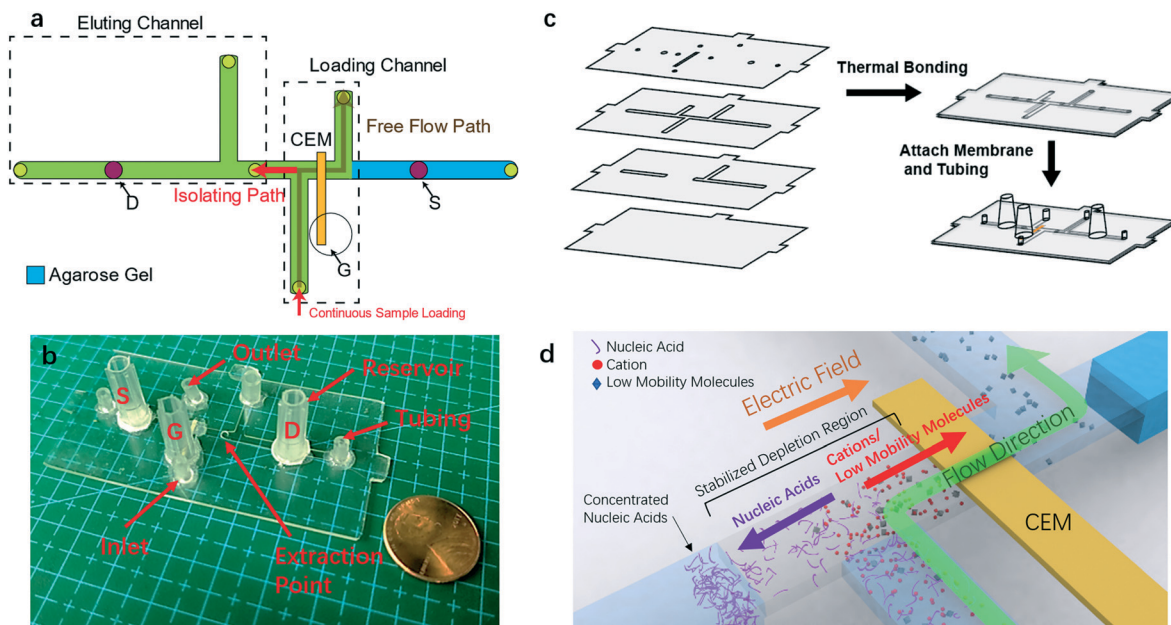 a
Eluting Channel
Loading Channel
CEM
Free Flow Path
Isolating Path
D
S
G
Agarose Gel
Continuous Sample Loading
b
Outlet
Reservoir
S
G
D
Tubing
Inlet
Extraction
Point
c
Thermal Bonding
Attach Membrane
and Tubing
d
Nucleic Acid
Cation
Low Mobility Molecules
Electric Field
Stabilized Depletion Region
Cations/
Low Mobility Molecules
Nucleic Acids
Concentrated
Nucleic Acids
Flow Direction
CEM